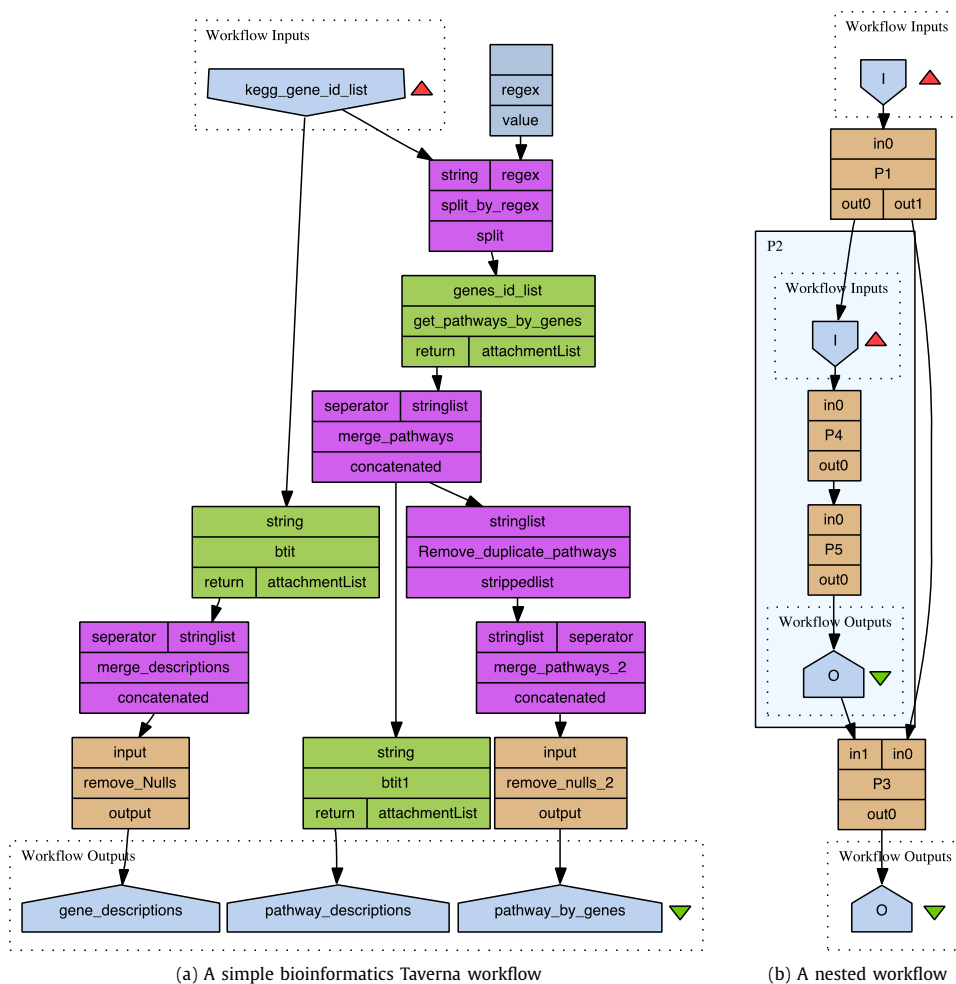 Workflow Inputs
kegg_gene_id_list
regex
value
string regex
split_by_regex
split
genes_id_list
get_pathways_by_genes
return attachmentList
seperator stringlist
merge_pathways
concatenated
string
btit
return attachmentList
stringlist
Remove_duplicate_pathways
strippedlist
seperator stringlist
merge_descriptions
concatenated
stringlist seperator
merge_pathways_2
concatenated
input
remove_Nulls
output
string
btit1
return attachmentList
input
remove_nulls_2
output
Workflow Outputs
gene_descriptions
pathway_descriptions
pathway_by_genes
(a) A simple bioinformatics Taverna workflow
Workflow Inputs
I
in0
P1
out0 out1
P2
Workflow Inputs
I
in0
P4
out0
in0
P5
out0
Workflow Outputs
O
in1 in0
P3
out0
Workflow Outputs
O
(b) A nested workflow